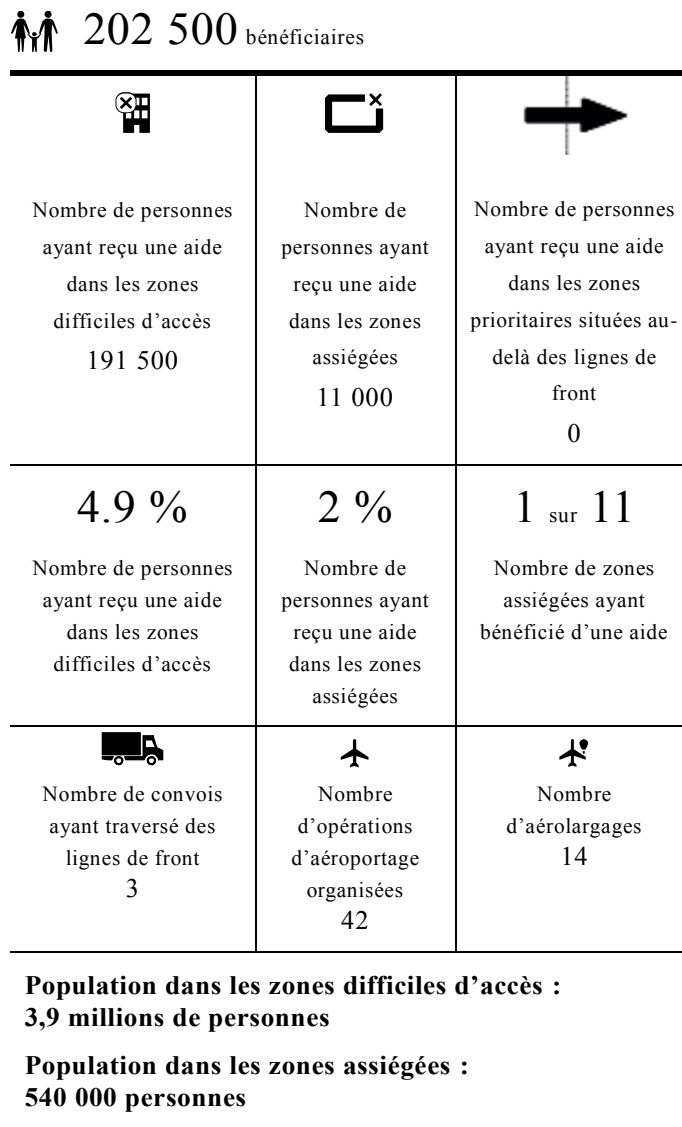 202 500 bénéficiaires
Nombre de personnes
ayant reçu une aide
dans les zones
difficiles d’accès
191 500
Nombre de
personnes ayant
reçu une aide
dans les zones
assiégées
11 000
Nombre de personnes
ayant reçu une aide
dans les zones
prioritaires situées au-
delà des lignes de
front
0
4.9 %
Nombre de personnes
ayant reçu une aide
dans les zones
difficiles d’accès
2 %
Nombre de
personnes ayant
reçu une aide
dans les zones
assiégées
1 sur 11
Nombre de zones
assiégées ayant
bénéficié d’une aide
Nombre de convois
ayant traversé des
lignes de front
3
Nombre
d’opérations
d’aéroportage
organisées
42
Nombre
d’aérolargages
14
Population dans les zones difficiles d’accès :
3,9 millions de personnes
Population dans les zones assiégées :
540 000 personnes